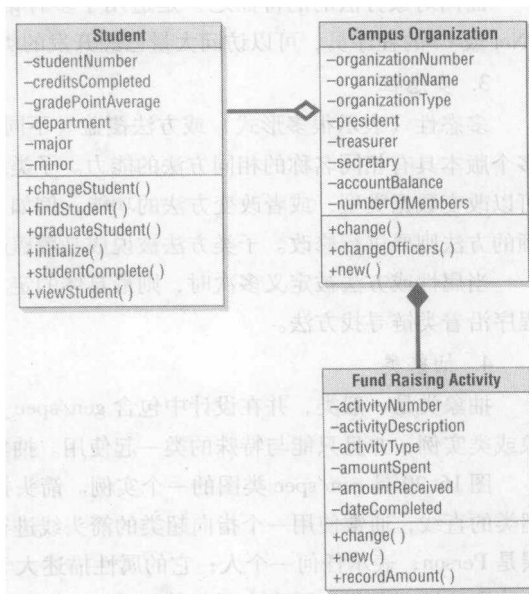 Student
–studentNumber
–creditsCompleted
–gradePointAverage
–department
–major
–minor
+changeStudent( )
+findStudent( )
+graduateStudent( )
+initialize( )
+studentComplete( )
+viewStudent( )
Campus Organization
–organizationNumber
–organizationName
–organizationType
–president
–treasurer
–secretary
–accountBalance
–numberOfMembers
+change( )
+changeOfficers( )
+new( )
Fund Raising Activity
–activityNumber
–activityDescription
–activityType
–amountSpent
–amountReceived
–dateCompleted
+change( )
+new( )
+recordAmount( )